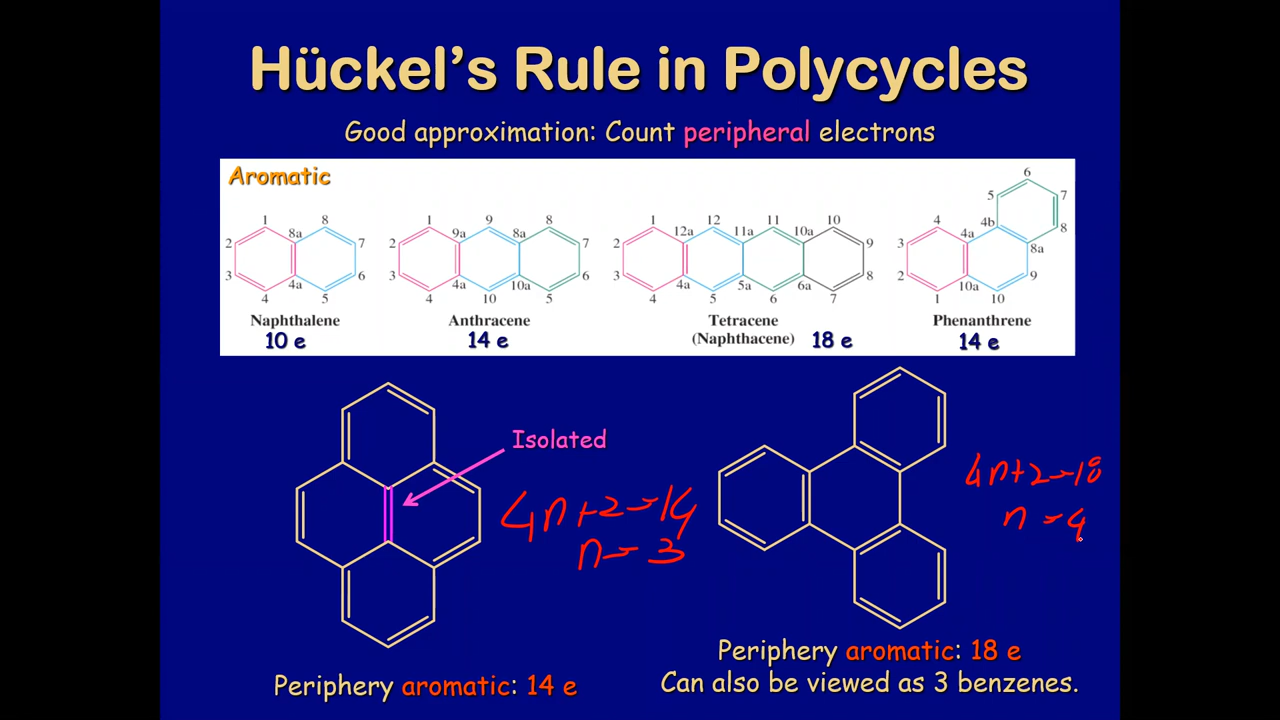 Hückel's Rule in Polycycles
Good approximation: Count peripheral electrons
Aromatic
1 8 8a 2 7 3 6 4a 4 5
Naphthalene
10 e
1 9 8 9a 8a 2 7 3 6 4a 10a 4 10 5
Anthracene
14 e
1 12 11 10 12a 11a 10a 2 9 3 8 4a 5a 6a 4 5 6 7
Tetracene
(Naphthacene) 18 e
6 5 7 4 4b 8 4a 3 8a 2 9 10a 1 10
Phenanthrene
14 e
Isolated
4n+2=14
n=3
4n+2=18
n=4
Periphery aromatic: 14 e
Periphery aromatic: 18 e
Can also be viewed as 3 benzenes.